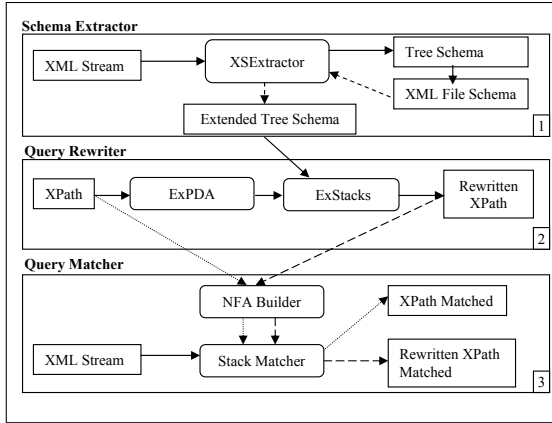 Schema Extractor
XML Stream
XSExtractor
Tree Schema
XML File Schema
Extended Tree Schema
1
Query Rewriter
XPath
ExPDA
ExStacks
Rewritten
XPath
2
Query Matcher
NFA Builder
XPath Matched
XML Stream
Stack Matcher
Rewritten XPath
Matched
3